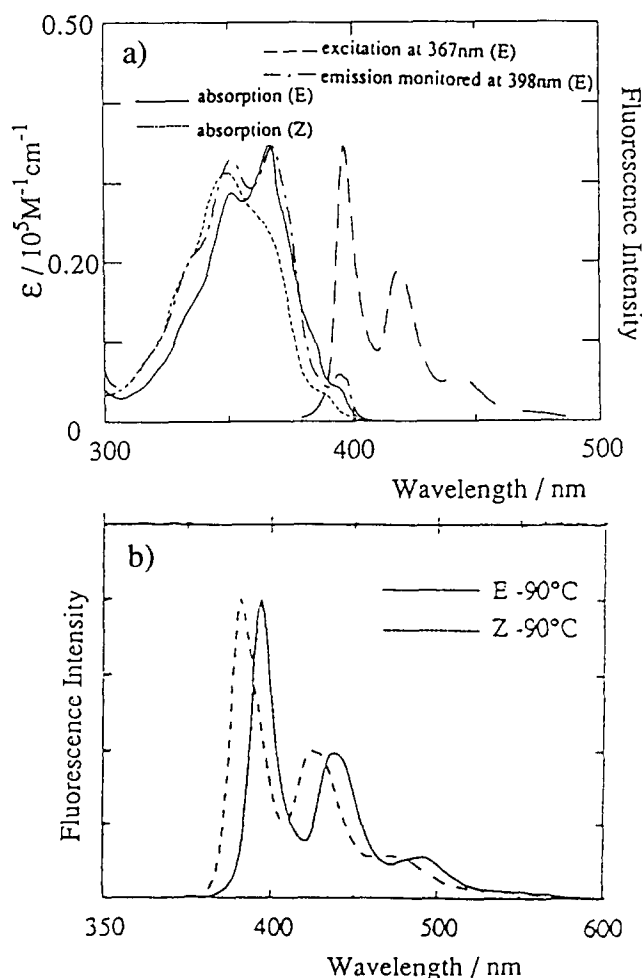 0.50
a)
excitation at 367nm (E)
emission monitored at 398nm (E)
absorption (E)
absorption (Z)
ε / 10⁵M⁻¹cm⁻¹
Fluorescence Intensity
0.20
0
300
400
500
Wavelength / nm
b)
E -90°C
Z -90°C
Fluorescence Intensity
350
400
500
600
Wavelength / nm